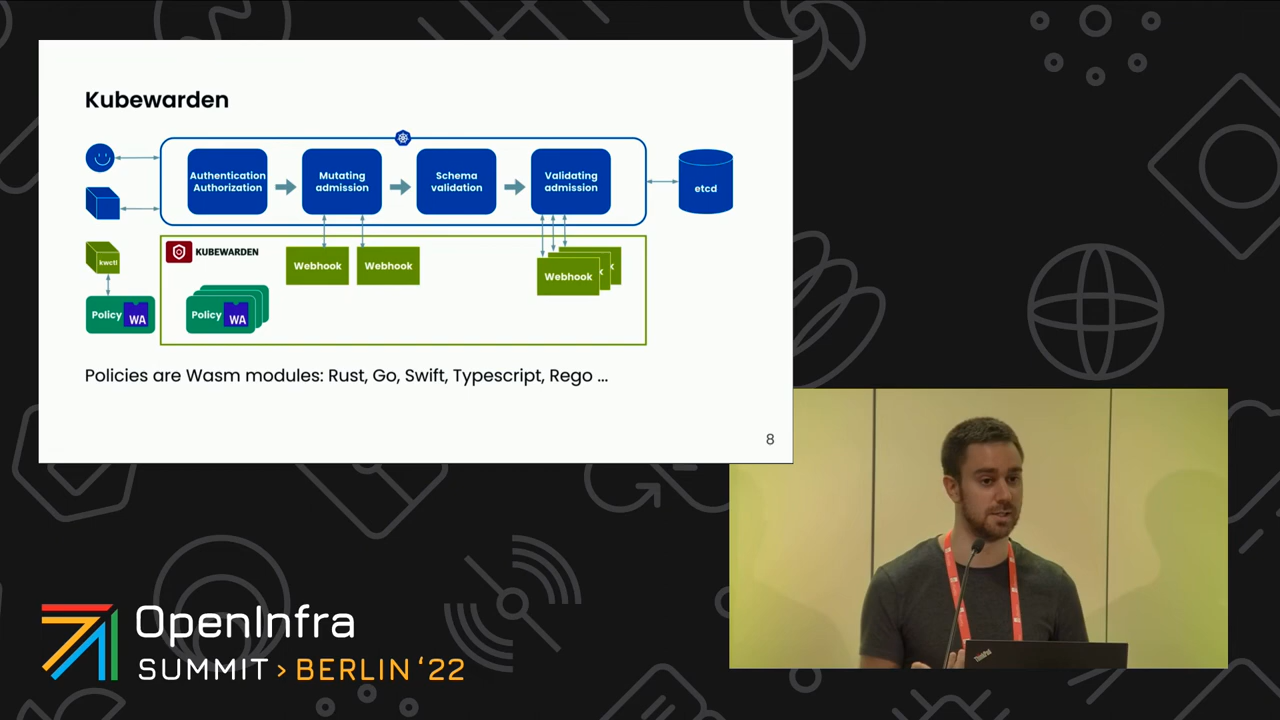 Kubewarden
Authentication
Authorization
Mutating
admission
Schema
validation
Validating
admission
etcd
kwctl
KUBEWARDEN
Webhook
Webhook
Webhook
Policy
WA
Policy
WA
Policies are Wasm modules: Rust, Go, Swift, Typescript, Rego ...
8
OpenInfra
SUMMIT > BERLIN ‘22
ThinkPad